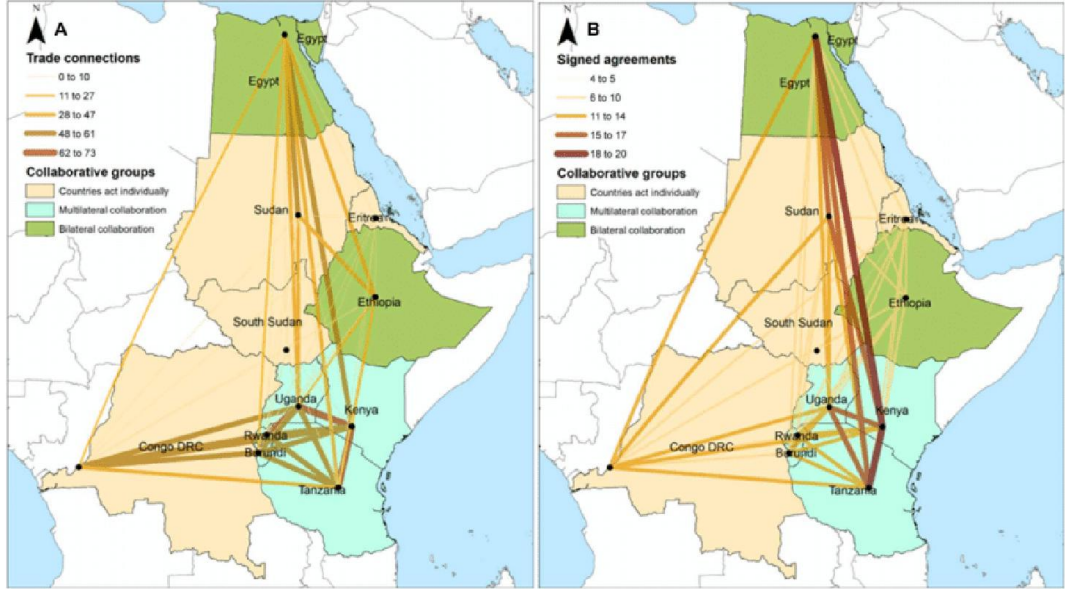 N
A
Trade connections
0 to 10
11 to 27
28 to 47
48 to 61
62 to 73
Collaborative groups
Countries act individually
Multilateral collaboration
Bilateral collaboration
Egypt
Egypt
Sudan
Eritrea
Ethiopia
South Sudan
Uganda
Kenya
Rwanda
Congo DRC
Burundi
Tanzania
N
B
Signed agreements
4 to 5
6 to 10
11 to 14
15 to 17
18 to 20
Collaborative groups
Countries act individually
Multilateral collaboration
Bilateral collaboration
Egypt
Egypt
Sudan
Eritrea
Ethiopia
South Sudan
Uganda
Kenya
Rwanda
Congo DRC
Burundi
Tanzania